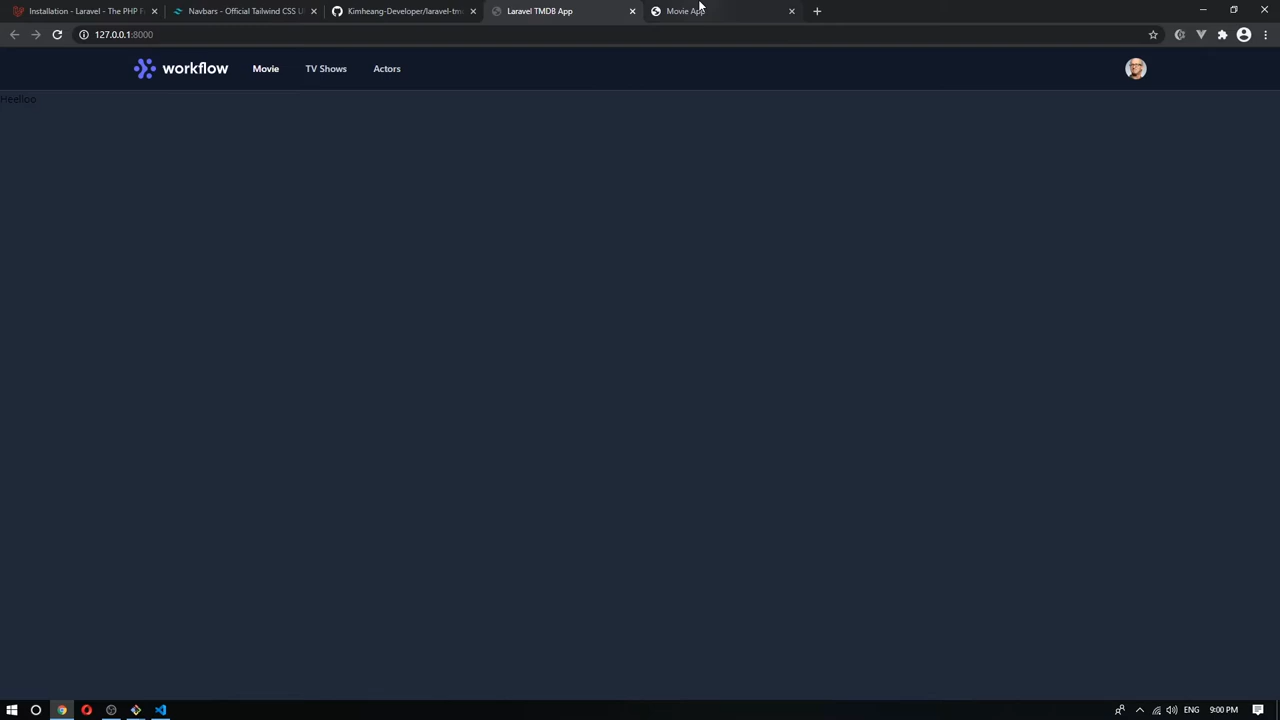 Installation - Laravel - The PHP F
Navbars - Official Tailwind CSS UI
Kimheang-Developer/laravel-tm
Laravel TMDB App
Movie App
127.0.0.1:8000
workflow
Movie
TV Shows
Actors
Heelloo
ENG
9:00 PM